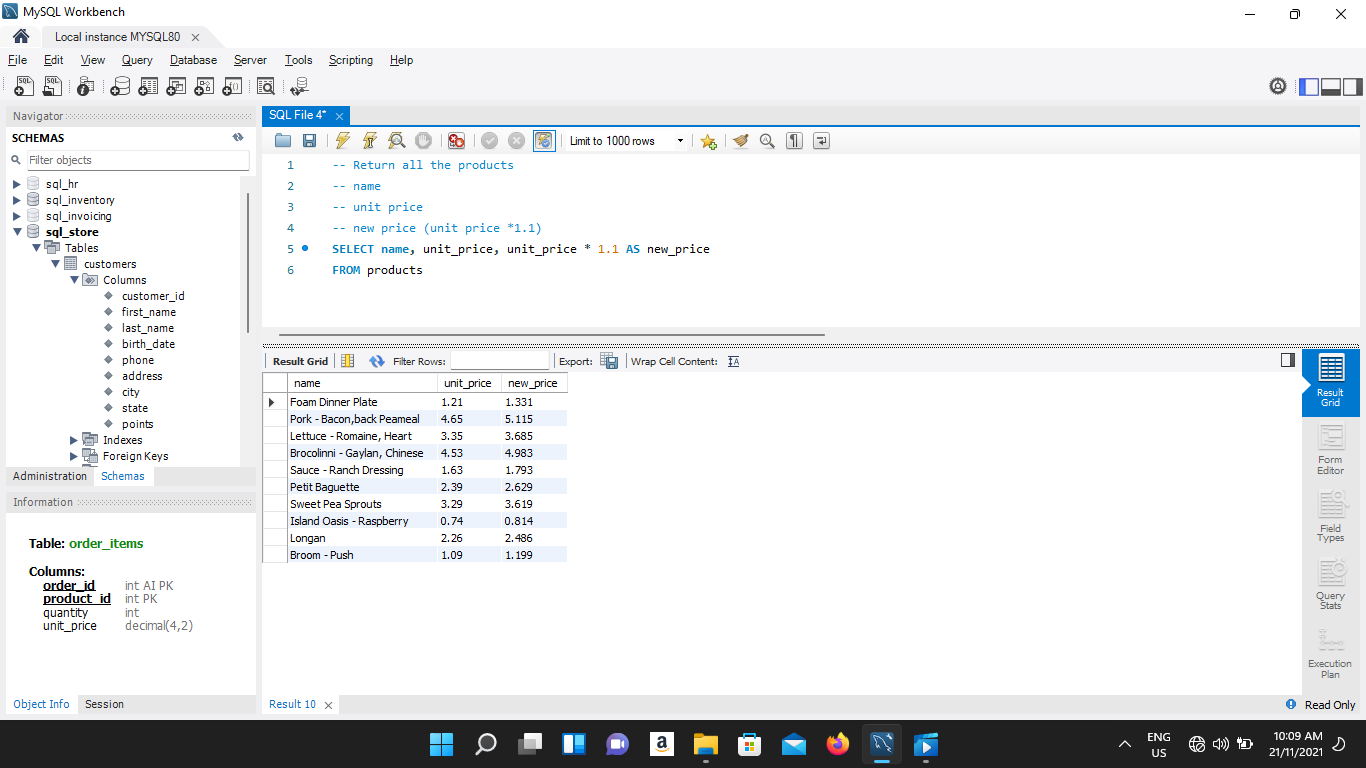 MySQL Workbench
Local instance MYSQL80
File Edit View Query Database Server Tools Scripting Help
Navigator
SCHEMAS
Filter objects
sql_hr
sql_inventory
sql_invoicing
sql_store
Tables
customers
Columns
customer_id
first_name
last_name
birth_date
phone
address
city
state
points
Indexes
Foreign Keys
Administration Schemas
Information
Table: order_items
Columns:
order_id int AI PK
product_id int PK
quantity int
unit_price decimal(4,2)
Object Info Session
SQL File 4*
Limit to 1000 rows
1 -- Return all the products
2 -- name
3 -- unit price
4 -- new price (unit price *1.1)
5 SELECT name, unit_price, unit_price * 1.1 AS new_price
6 FROM products
Result Grid Filter Rows: Export: Wrap Cell Content:
name unit_price new_price
Foam Dinner Plate 1.21 1.331
Pork - Bacon,back Peameal 4.65 5.115
Lettuce - Romaine, Heart 3.35 3.685
Brocolinni - Gaylan, Chinese 4.53 4.983
Sauce - Ranch Dressing 1.63 1.793
Petit Baguette 2.39 2.629
Sweet Pea Sprouts 3.29 3.619
Island Oasis - Raspberry 0.74 0.814
Longan 2.26 2.486
Broom - Push 1.09 1.199
Result
Grid
Form
Editor
Field
Types
Query
Stats
Execution
Plan
Result 10
Read Only
ENG
US
10:09 AM
21/11/2021